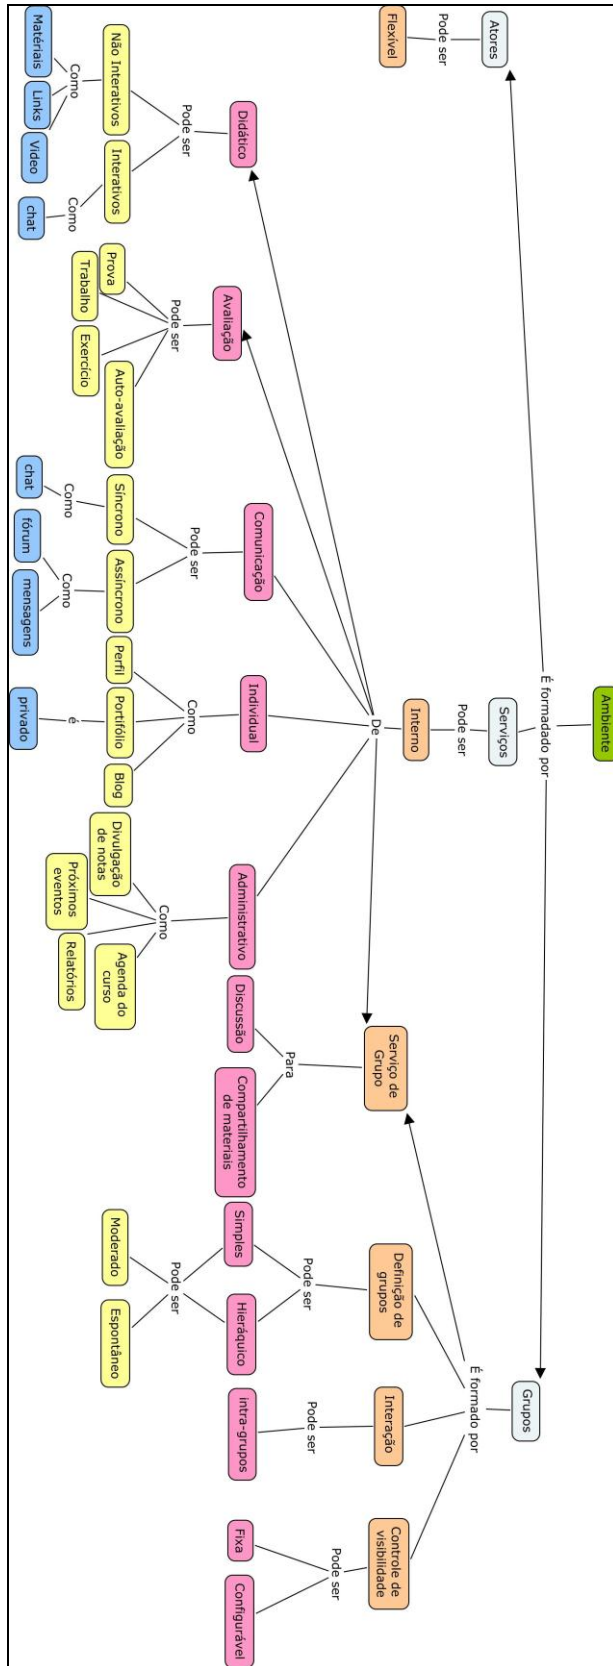 Ambiente
É formadado por
Atores
Pode ser
Flexível
Serviços
Pode ser
Interno
De
Didático
Pode ser
Não Interativos
Como
Matériais
Links
Video
Interativos
Como
chat
Avaliação
Pode ser
Prova
Trabalho
Exercício
Auto-avaliação
Comunicação
Pode ser
Síncrono
Como
chat
Assíncrono
Como
fórum
mensagens
Individual
Como
Perfil
Portifólio
é
privado
Blog
Administrativo
Como
Divulgação
de notas
Próximos
eventos
Relatórios
Agenda do
curso
Serviço de
Grupo
Para
Discussão
Compartilhamento
de materiais
Grupos
É formado por
Definição de
grupos
Pode ser
Simples
Hieráquico
Pode ser
Moderado
Espontâneo
Interação
Pode ser
intra-grupos
Controle de
visibilidade
Pode ser
Fixa
Configurável